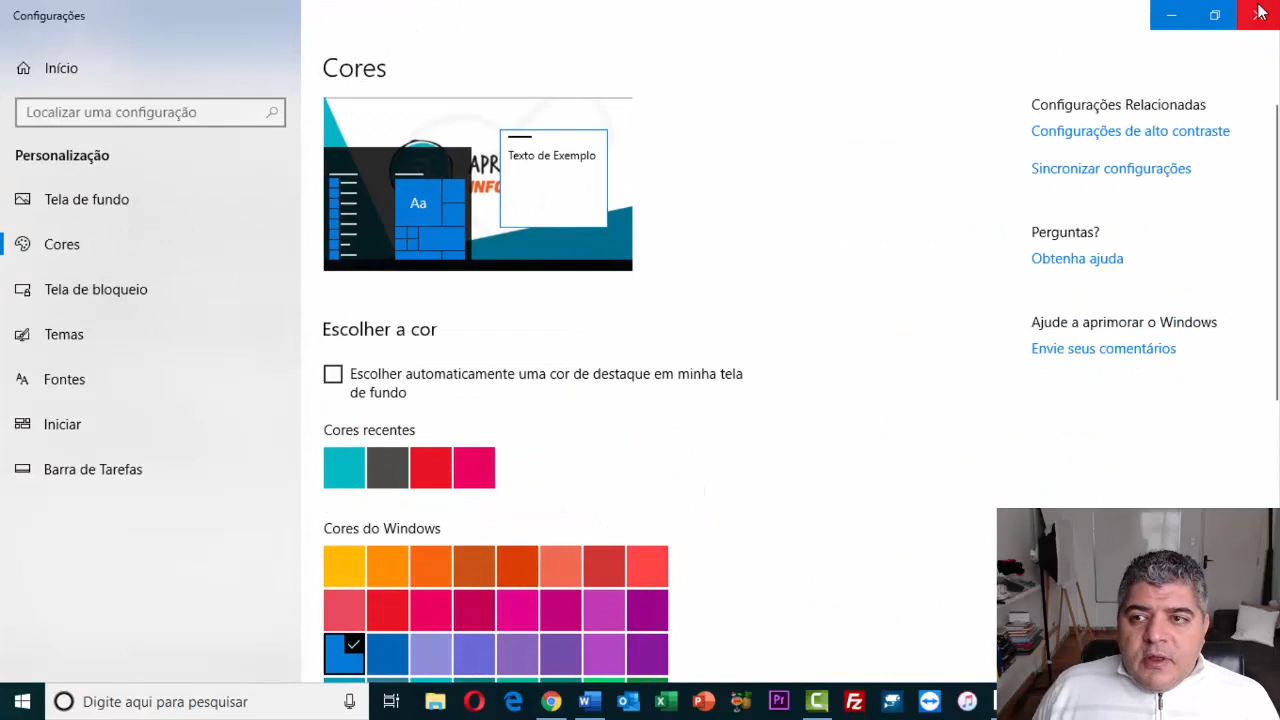 Configurações
Início
Localizar uma configuração
Personalização
Tela de fundo
Cores
Tela de bloqueio
Temas
Fontes
Iniciar
Barra de Tarefas
Cores
APR
INFO
Texto de Exemplo
Aa
Escolher a cor
Escolher automaticamente uma cor de destaque em minha tela
de fundo
Cores recentes
Cores do Windows
Configurações Relacionadas
Configurações de alto contraste
Sincronizar configurações
Perguntas?
Obtenha ajuda
Ajude a aprimorar o Windows
Envie seus comentários
Digite aqui para pesquisar